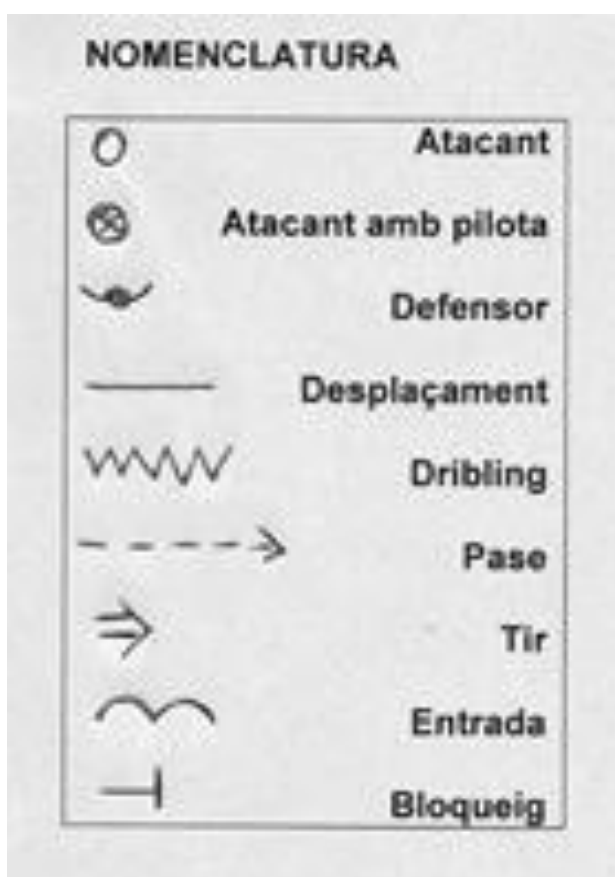 NOMENCLATURA
Atacant
Atacant amb pilota
Defensor
Desplaçament
Dribling
Pase
Tir
Entrada
Bloqueig